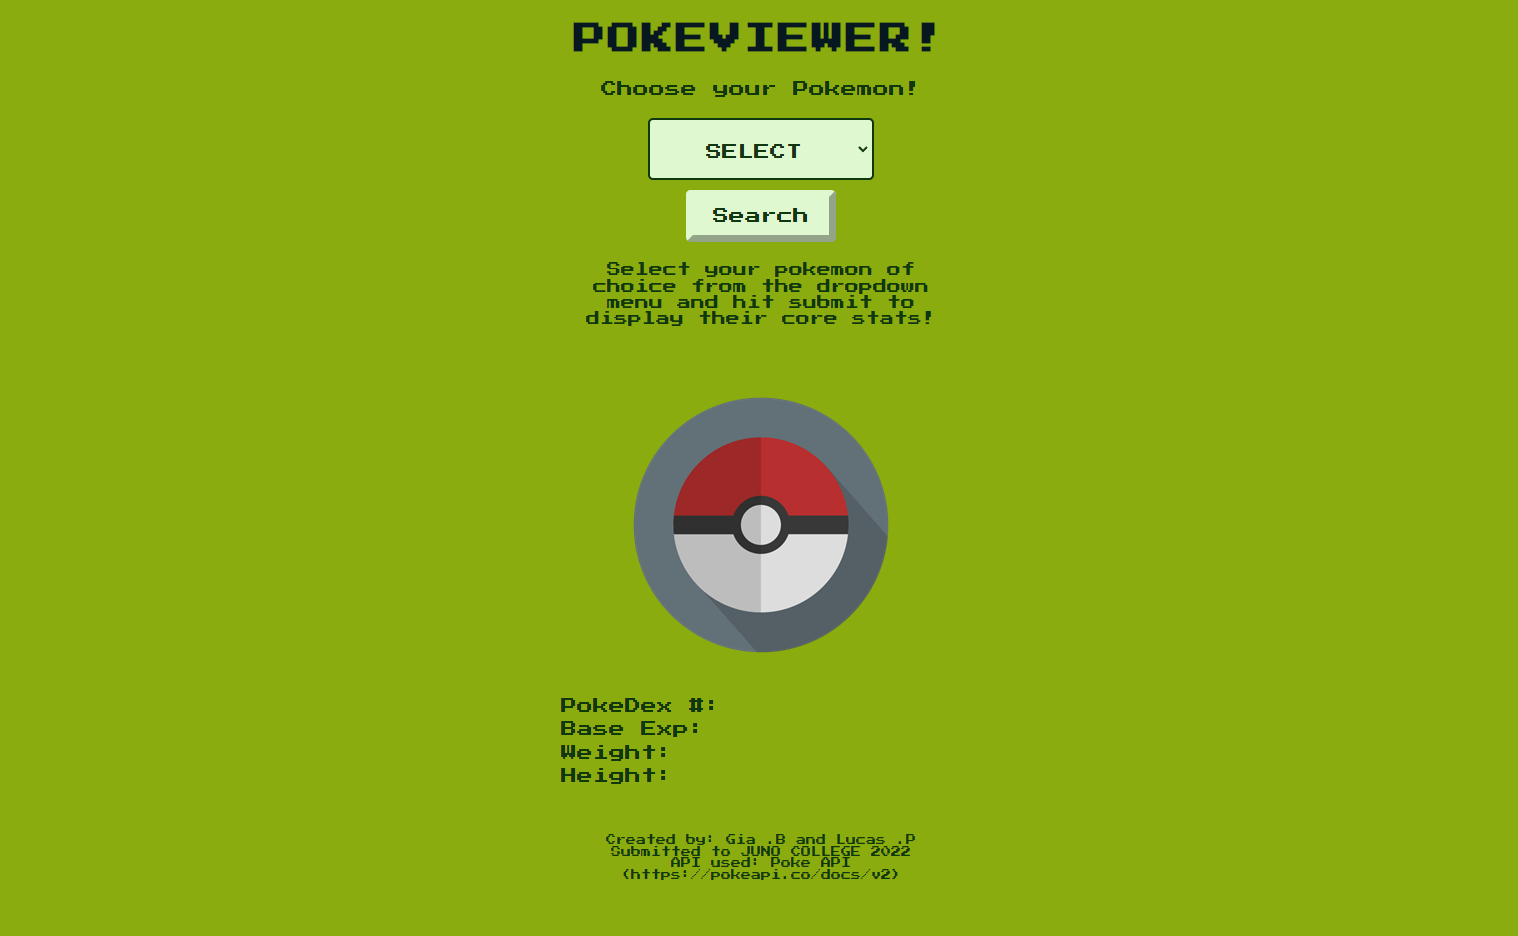 POKEVIEWER!
Choose your Pokemon!
SELECT
Search
Select your pokemon of
choice from the dropdown
menu and hit submit to
display their core stats!
PokeDex #:
Base Exp:
Weight:
Height:
Created by: Gia .B and Lucas .P
Submitted to JUNO COLLEGE 2022
API used: Poke API
(https://pokeapi.co/docs/v2)